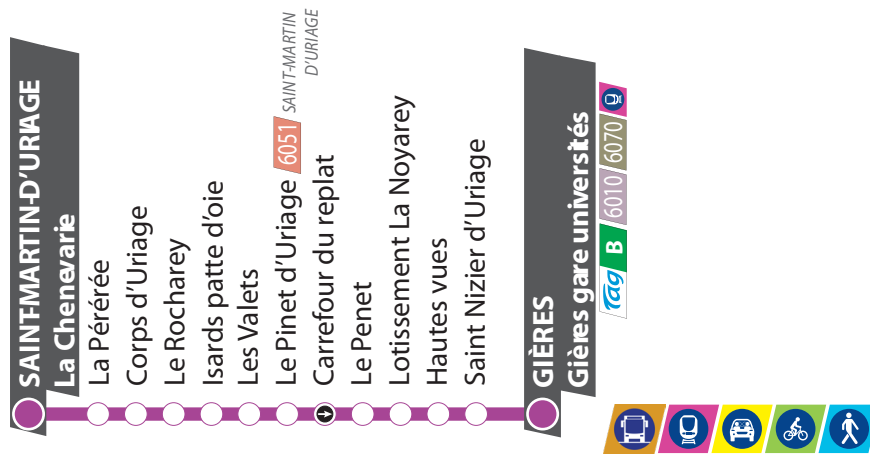 SAINT-MARTIN-D'URIAGE
La Chenevarie
La Pérérée
Corps d'Uriage
Le Rocharey
Isards patte d'oie
Les Valets
Le Pinet d'Uriage 6051 SAINT-MARTIN
D'URIAGE
Carrefour du replat
Le Penet
Lotissement La Noyarey
Hautes vues
Saint Nizier d'Uriage
GIÈRES
Gières gare universités
Tag B 6010 6070